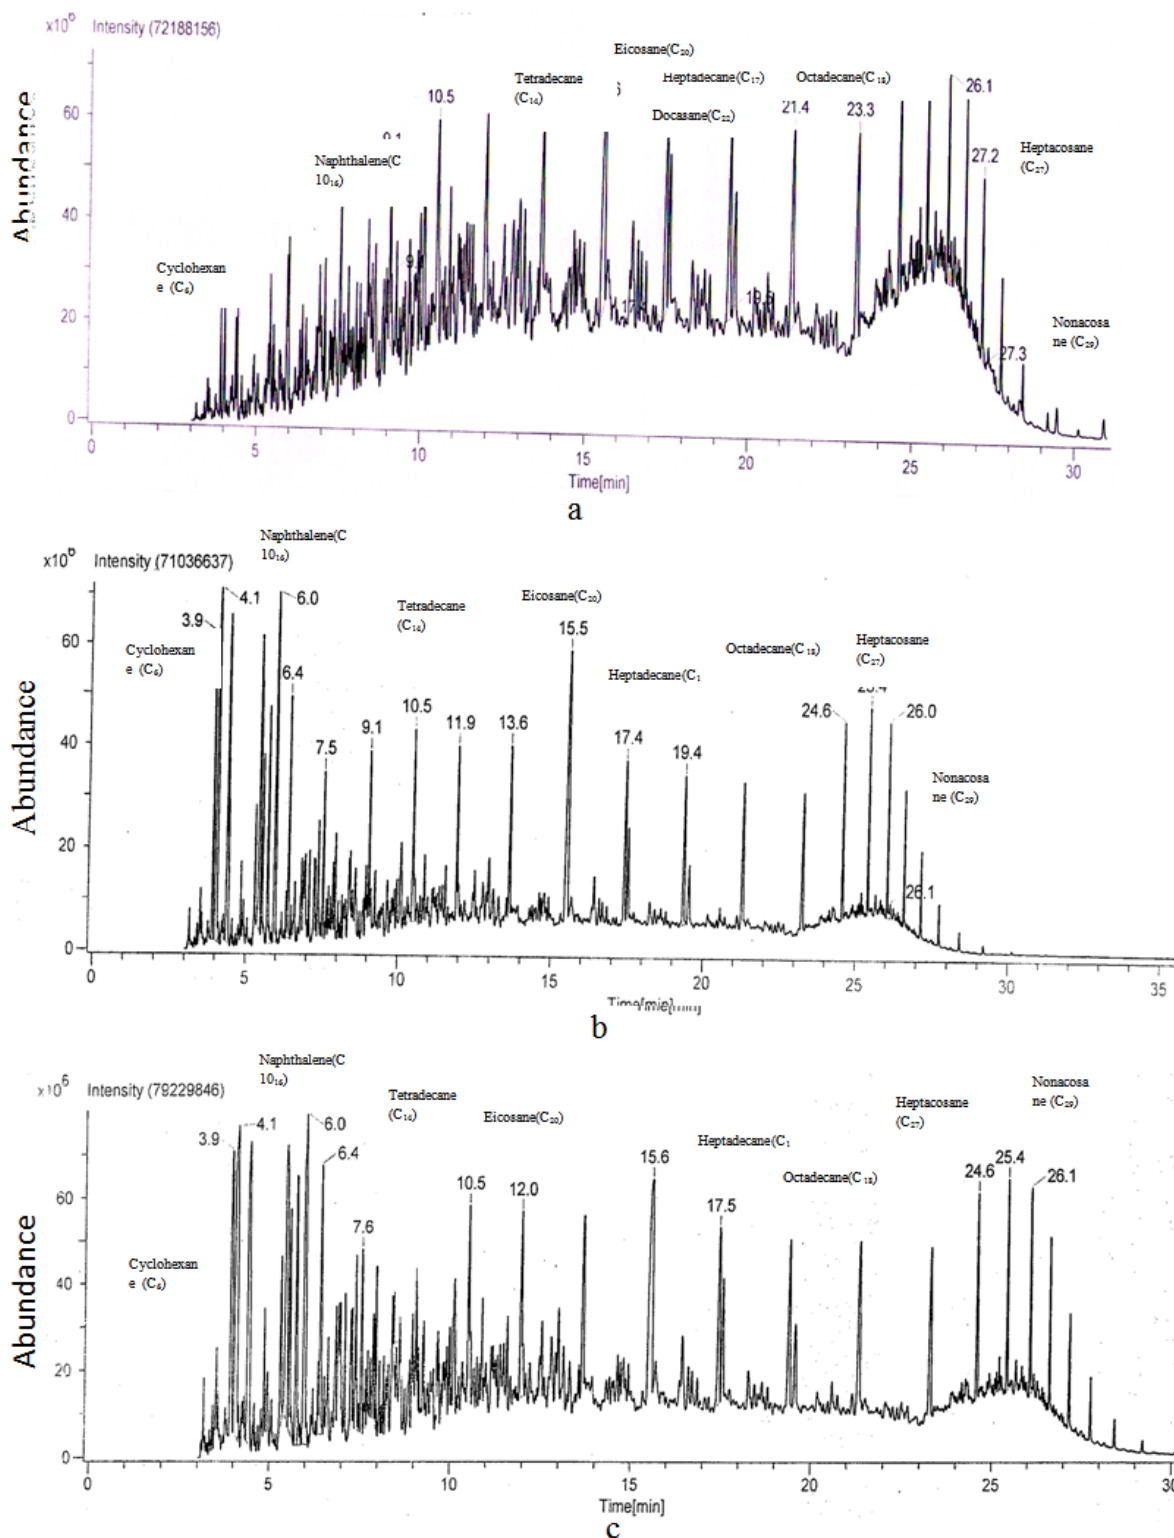 x10⁶ Intensity (72188156)
Eicosane(C₂₀)
Tetradecane
(C₁₄)
Heptadecane(C₁₇)
Octadecane(C₁₈)
26.1
10.5
21.4
23.3
60
Docasane(C₂₂)
9.1
Naphthalene(C
10₁₆)
27.2
Heptacosane
(C₂₇)
Abundance
40
Cyclohexan
e (C₆)
20
27.3
Nonacosa
ne (C₂₉)
0
0 5 10 15 20 25 30
Time[min]
a
Naphthalene(C
10₁₆)
x10⁶ Intensity (71036637)
3.9 4.1 6.0
Tetradecane
(C₁₄)
Eicosane(C₂₀)
60
Cyclohexan
e (C₆)
15.5
Octadecane(C₁₈)
Heptacosane
(C₂₇)
6.4
Heptadecane(C₁
10.5 24.6 25.4 26.0
7.5 9.1 11.9 13.6 17.4 19.4
Abundance
40
Nonacosa
ne (C₂₉)
20
26.1
0
0 5 10 15 20 25 30 35
Time[min]
b
Naphthalene(C
10₁₆)
x10⁶ Intensity (79229846)
Tetradecane
(C₁₄)
Eicosane(C₂₀)
Heptacosane
(C₂₇)
Nonacosa
ne (C₂₉)
3.9 4.1 6.0
6.4
Heptadecane(C₁
Octadecane(C₁₈)
15.6 24.6 25.4 26.1
10.5 12.0 17.5
60
7.6
Cyclohexan
e (C₆)
Abundance
40
20
0
0 5 10 15 20 25 30
Time[min]
c